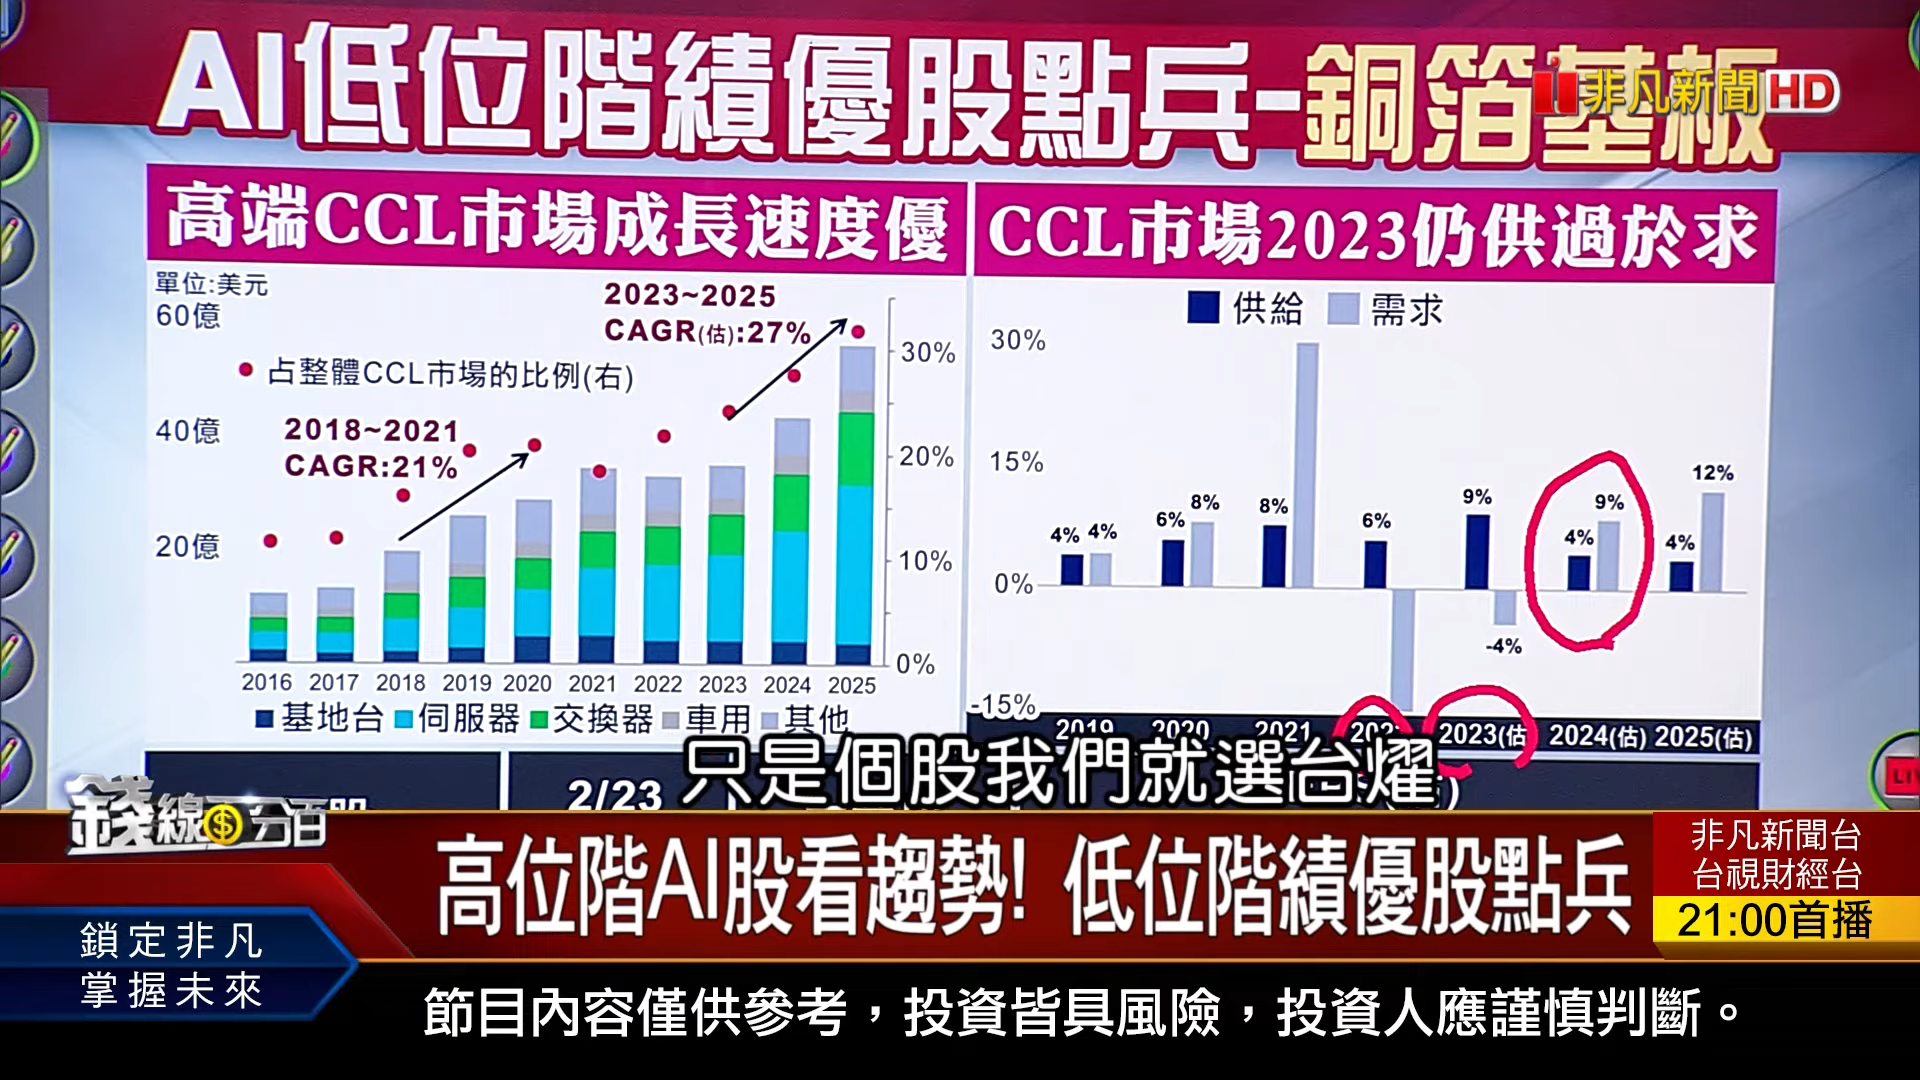 AI低位階績優股點兵-銅箔基板
非凡新聞HD
高端CCL市場成長速度優
單位:美元
60億
40億
20億
2023~2025
CAGR(估):27%
占整體CCL市場的比例(右)
2018~2021
CAGR:21%
30%
20%
10%
0%
2016 2017 2018 2019 2020 2021 2022 2023 2024 2025
基地台 伺服器 交換器 車用 其他
CCL市場2023仍供過於求
供給 需求
30%
15%
0%
-15%
4% 4% 6% 8% 8% 6% 9% -4% 4% 9% 4% 12%
2019 2020 2021 2023(估 2024(估) 2025(估)
2/23
只是個股我們就選台燿
錢線百分百
高位階AI股看趨勢! 低位階績優股點兵
非凡新聞台
台視財經台
21:00首播
鎖定非凡
掌握未來
節目內容僅供參考，投資皆具風險，投資人應謹慎判斷。